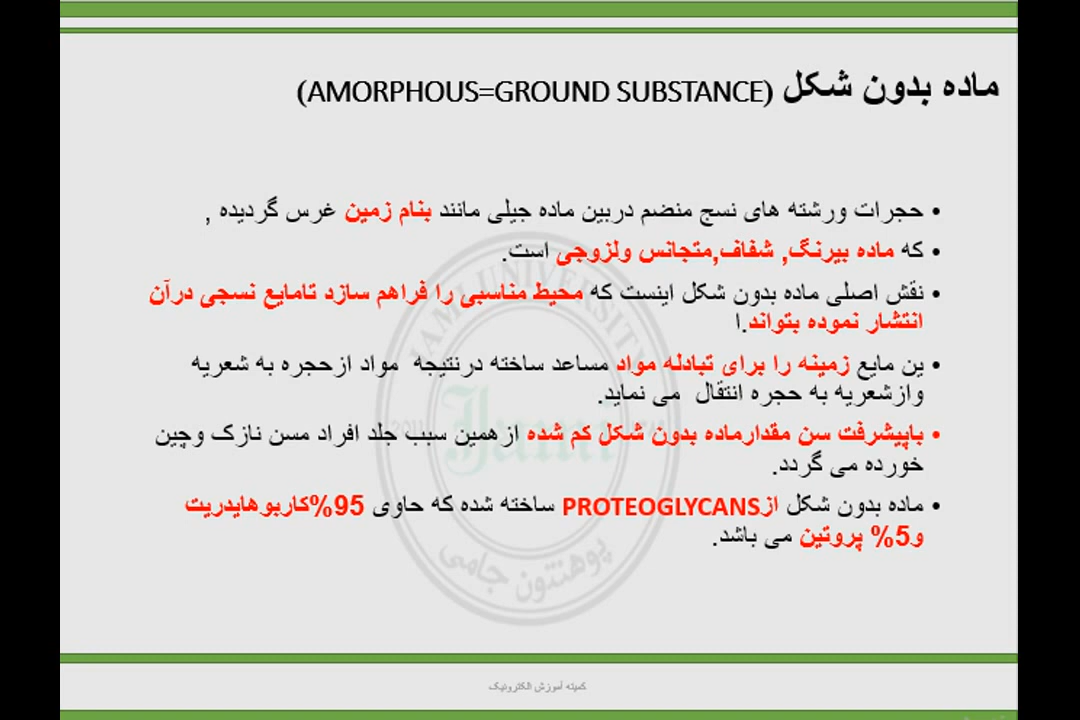 ماده بدون شکل (AMORPHOUS=GROUND SUBSTANCE)
• حجرات ورشته های نسج منضم دربین ماده جیلی مانند بنام زمین غرس گردیده ,
• که ماده بیرنگ, شفاف,متجانس ولزوجی است.
• نقش اصلی ماده بدون شکل اینست که محیط مناسبی را فراهم سازد تامایع نسجی درآن
انتشار نموده بتواند.ا
• ین مایع زمینه را برای تبادله مواد مساعد ساخته درنتیجه مواد ازحجره به شعریه
وازشعریه به حجره انتقال می نماید.
• باپیشرفت سن مقدارماده بدون شکل کم شده ازهمین سبب جلد افراد مسن نازک وچین
خورده می گردد.
• ماده بدون شکل ازPROTEOGLYCANS ساخته شده که حاوی 95%کاربوهایدریت
و5% پروتین می باشد.
JAMI UNIVERSITY
Jami
پوهنتون جامی
کمیته آموزش الکترونیک